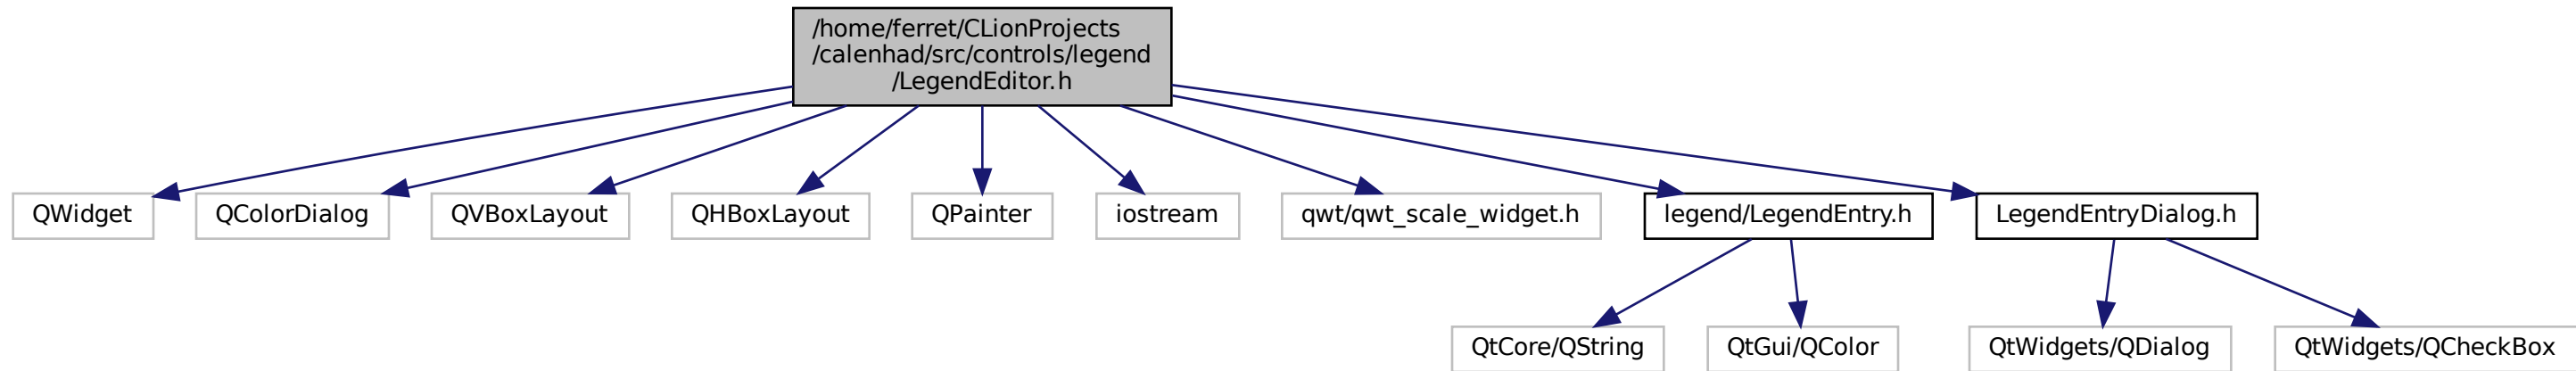 /home/ferret/CLionProjects
/calenhad/src/controls/legend
/LegendEditor.h
QWidget
QColorDialog
QVBoxLayout
QHBoxLayout
QPainter
iostream
qwt/qwt_scale_widget.h
legend/LegendEntry.h
LegendEntryDialog.h
QtCore/QString
QtGui/QColor
QtWidgets/QDialog
QtWidgets/QCheckBox